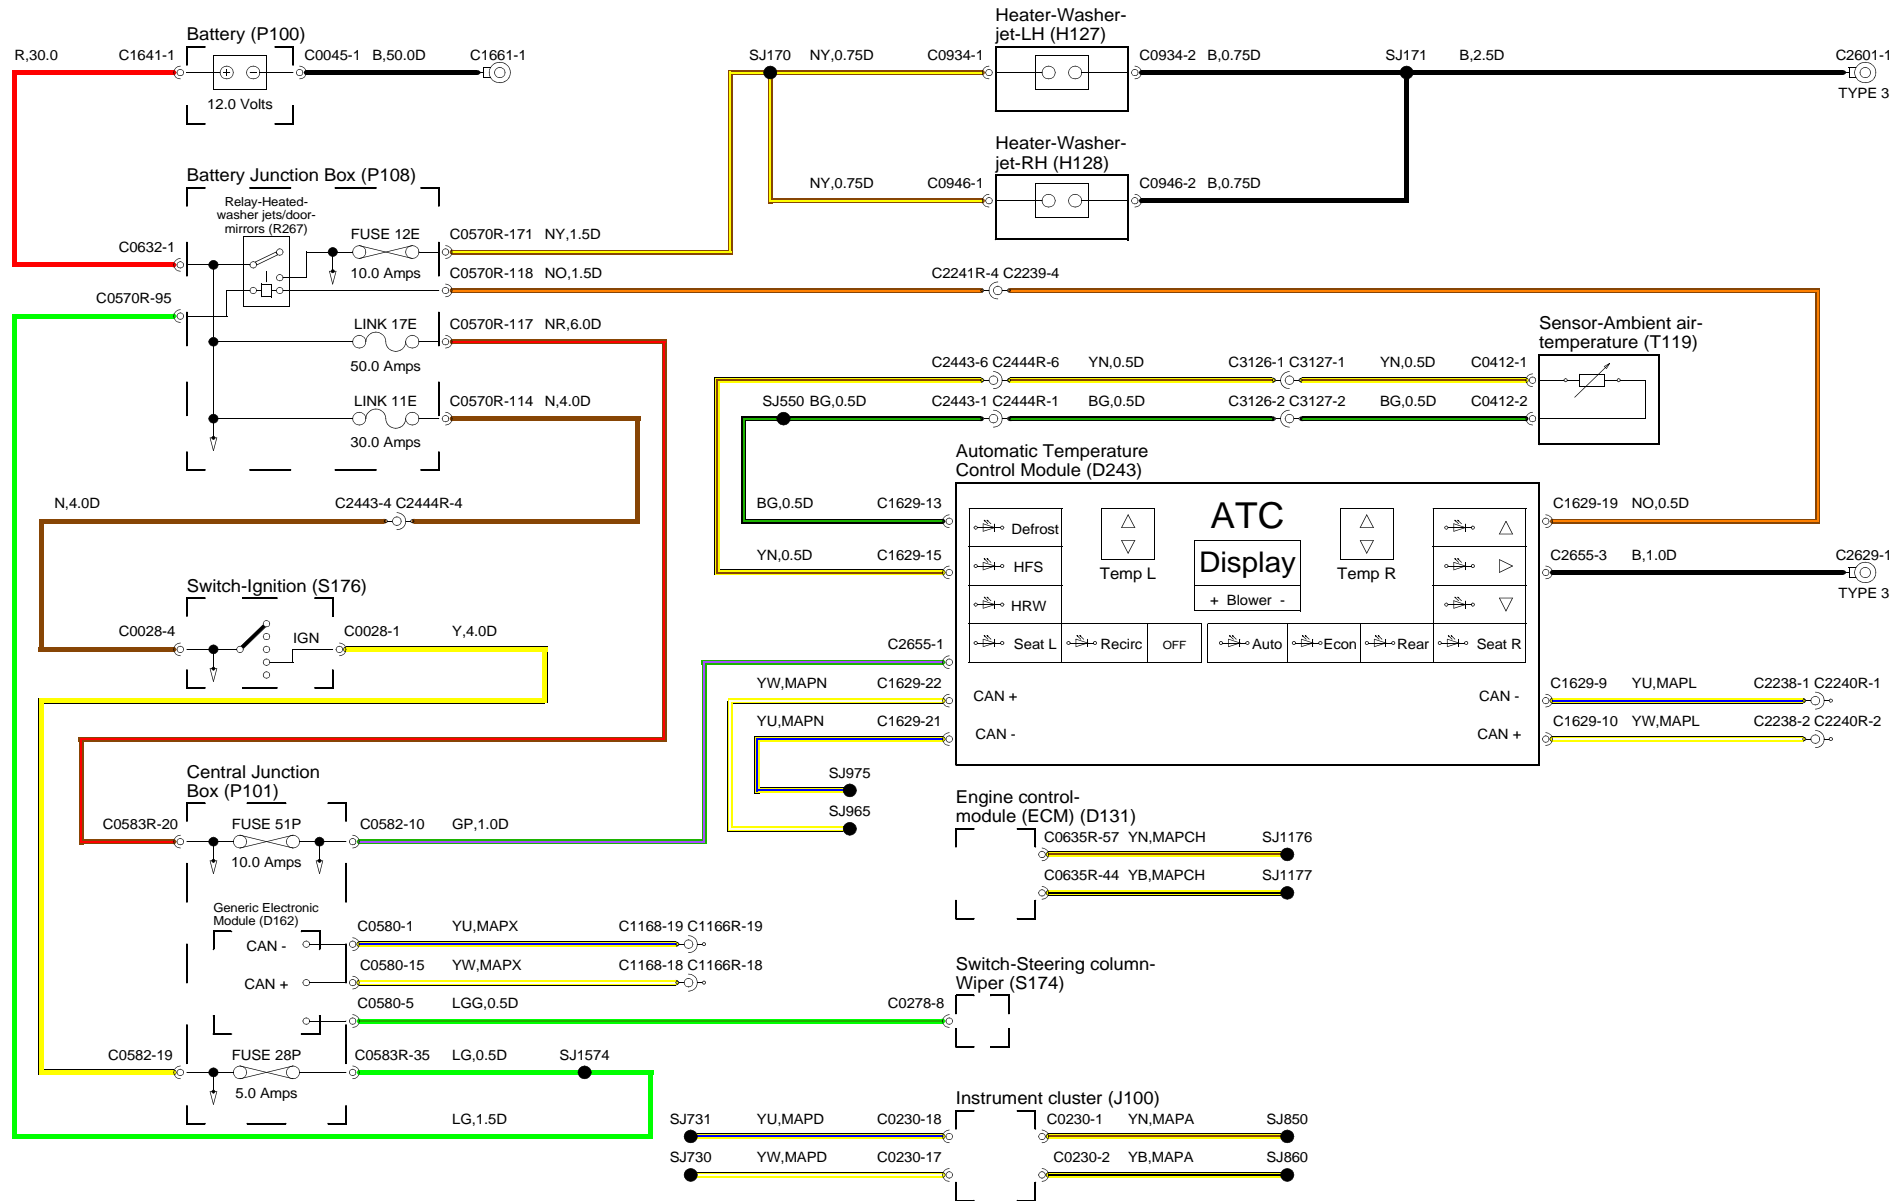 Battery (P100)
R,30.0
C1641-1
C0045-1
B,50.0D
C1661-1
12.0 Volts
Heater-Washer-
jet-LH (H127)
SJ170
NY,0.75D
C0934-1
C0934-2
B,0.75D
SJ171
B,2.5D
C2601-1
TYPE 3
Heater-Washer-
jet-RH (H128)
NY,0.75D
C0946-1
C0946-2
B,0.75D
Battery Junction Box (P108)
Relay-Heated-
washer jets/door-
mirrors (R267)
C0632-1
FUSE 12E
10.0 Amps
C0570R-171
NY,1.5D
C0570R-118
NO,1.5D
C2241R-4
C2239-4
C0570R-95
LINK 17E
50.0 Amps
C0570R-117
NR,6.0D
LINK 11E
30.0 Amps
C0570R-114
N,4.0D
Sensor-Ambient air-
temperature (T119)
C2443-6
C2444R-6
YN,0.5D
C3126-1
C3127-1
YN,0.5D
C0412-1
SJ550
BG,0.5D
C2443-1
C2444R-1
BG,0.5D
C3126-2
C3127-2
BG,0.5D
C0412-2
Automatic Temperature
Control Module (D243)
N,4.0D
C2443-4
C2444R-4
BG,0.5D
C1629-13
YN,0.5D
C1629-15
Defrost
HFS
HRW
Temp L
ATC
Display
+ Blower -
Temp R
Seat L
Recirc
OFF
Auto
Econ
Rear
Seat R
C1629-19
NO,0.5D
C2655-3
B,1.0D
C2629-1
TYPE 3
Switch-Ignition (S176)
C0028-4
IGN
C0028-1
Y,4.0D
C2655-1
YW,MAPN
C1629-22
CAN +
YU,MAPN
C1629-21
CAN -
CAN -
C1629-9
YU,MAPL
C2238-1
C2240R-1
CAN +
C1629-10
YW,MAPL
C2238-2
C2240R-2
SJ975
SJ965
Central Junction
Box (P101)
C0583R-20
FUSE 51P
10.0 Amps
C0582-10
GP,1.0D
Engine control-
module (ECM) (D131)
C0635R-57
YN,MAPCH
SJ1176
C0635R-44
YB,MAPCH
SJ1177
Generic Electronic
Module (D162)
CAN -
C0580-1
YU,MAPX
C1168-19
C1166R-19
CAN +
C0580-15
YW,MAPX
C1168-18
C1166R-18
C0580-5
LGG,0.5D
C0278-8
Switch-Steering column-
Wiper (S174)
C0582-19
FUSE 28P
5.0 Amps
C0583R-35
LG,0.5D
SJ1574
LG,1.5D
Instrument cluster (J100)
SJ731
YU,MAPD
C0230-18
C0230-1
YN,MAPA
SJ850
SJ730
YW,MAPD
C0230-17
C0230-2
YB,MAPA
SJ860